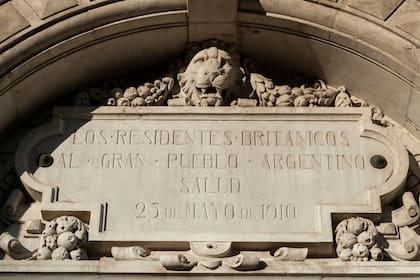 LOS·RESIDENTES·BRITANICOS
AL·GRAN·PUEBLO·ARGENTINO
SALUD
25 DE MAYO DE 1910